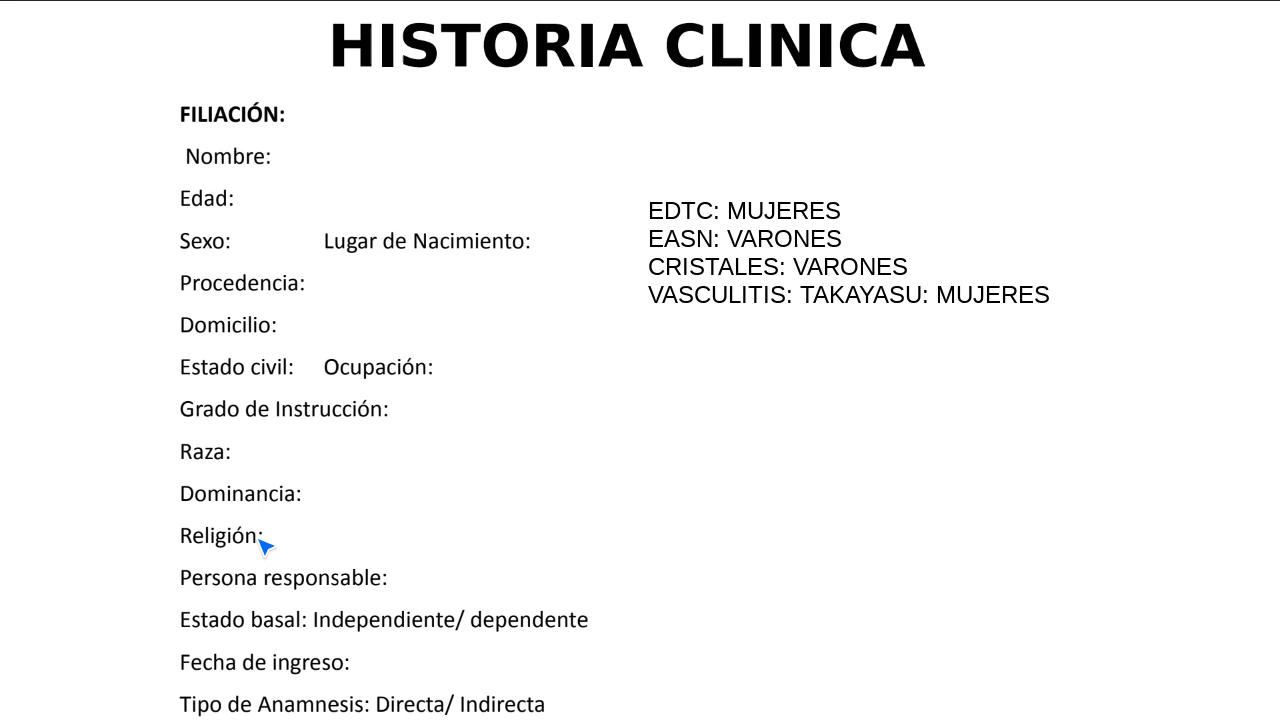 HISTORIA CLINICA
FILIACIÓN:
Nombre:
Edad:
Sexo: Lugar de Nacimiento:
Procedencia:
Domicilio:
Estado civil: Ocupación:
Grado de Instrucción:
Raza:
Dominancia:
Religión:
Persona responsable:
Estado basal: Independiente/ dependente
Fecha de ingreso:
Tipo de Anamnesis: Directa/ Indirecta
EDTC: MUJERES
EASN: VARONES
CRISTALES: VARONES
VASCULITIS: TAKAYASU: MUJERES